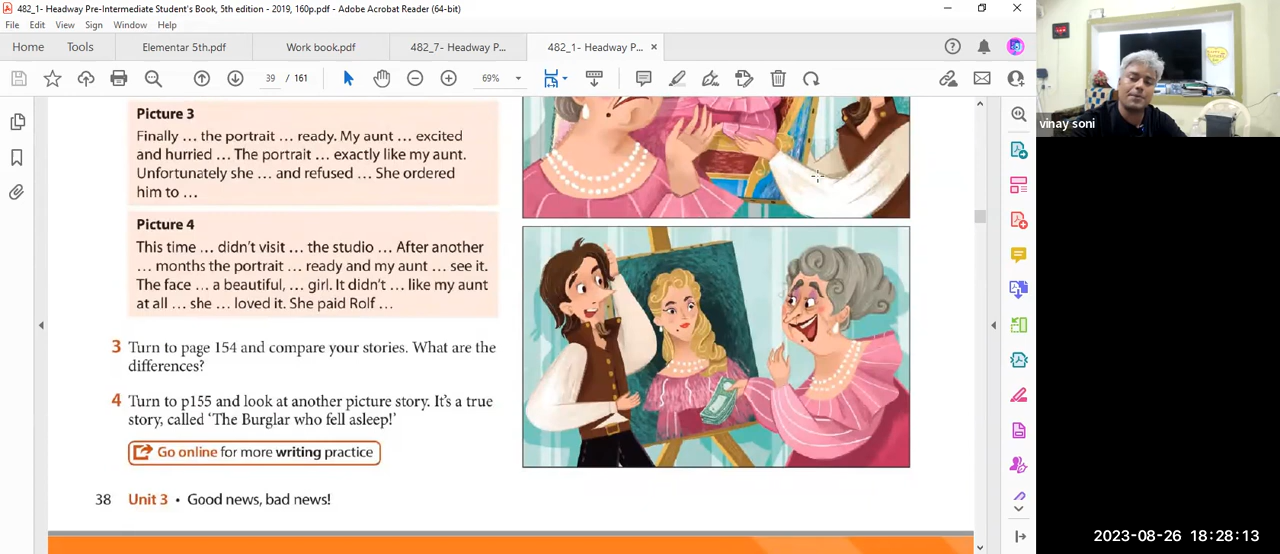 482_1- Headway Pre-Intermediate Student's Book, 5th edition - 2019, 160p.pdf - Adobe Acrobat Reader (64-bit)
File Edit View Sign Window Help
Home Tools Elementar 5th.pdf Work book.pdf 482_7- Headway P... 482_1- Headway P... ×
39 / 161 69%
Picture 3
Finally … the portrait … ready. My aunt … excited
and hurried … The portrait … exactly like my aunt.
Unfortunately she … and refused … She ordered
him to …
Picture 4
This time … didn't visit … the studio … After another
… months the portrait … ready and my aunt … see it.
The face … a beautiful, … girl. It didn't … like my aunt
at all … she … loved it. She paid Rolf …
3 Turn to page 154 and compare your stories. What are the
differences?
4 Turn to p155 and look at another picture story. It's a true
story, called 'The Burglar who fell asleep!'
Go online for more writing practice
38 Unit 3 • Good news, bad news!
vinay soni
2023-08-26 18:28:13